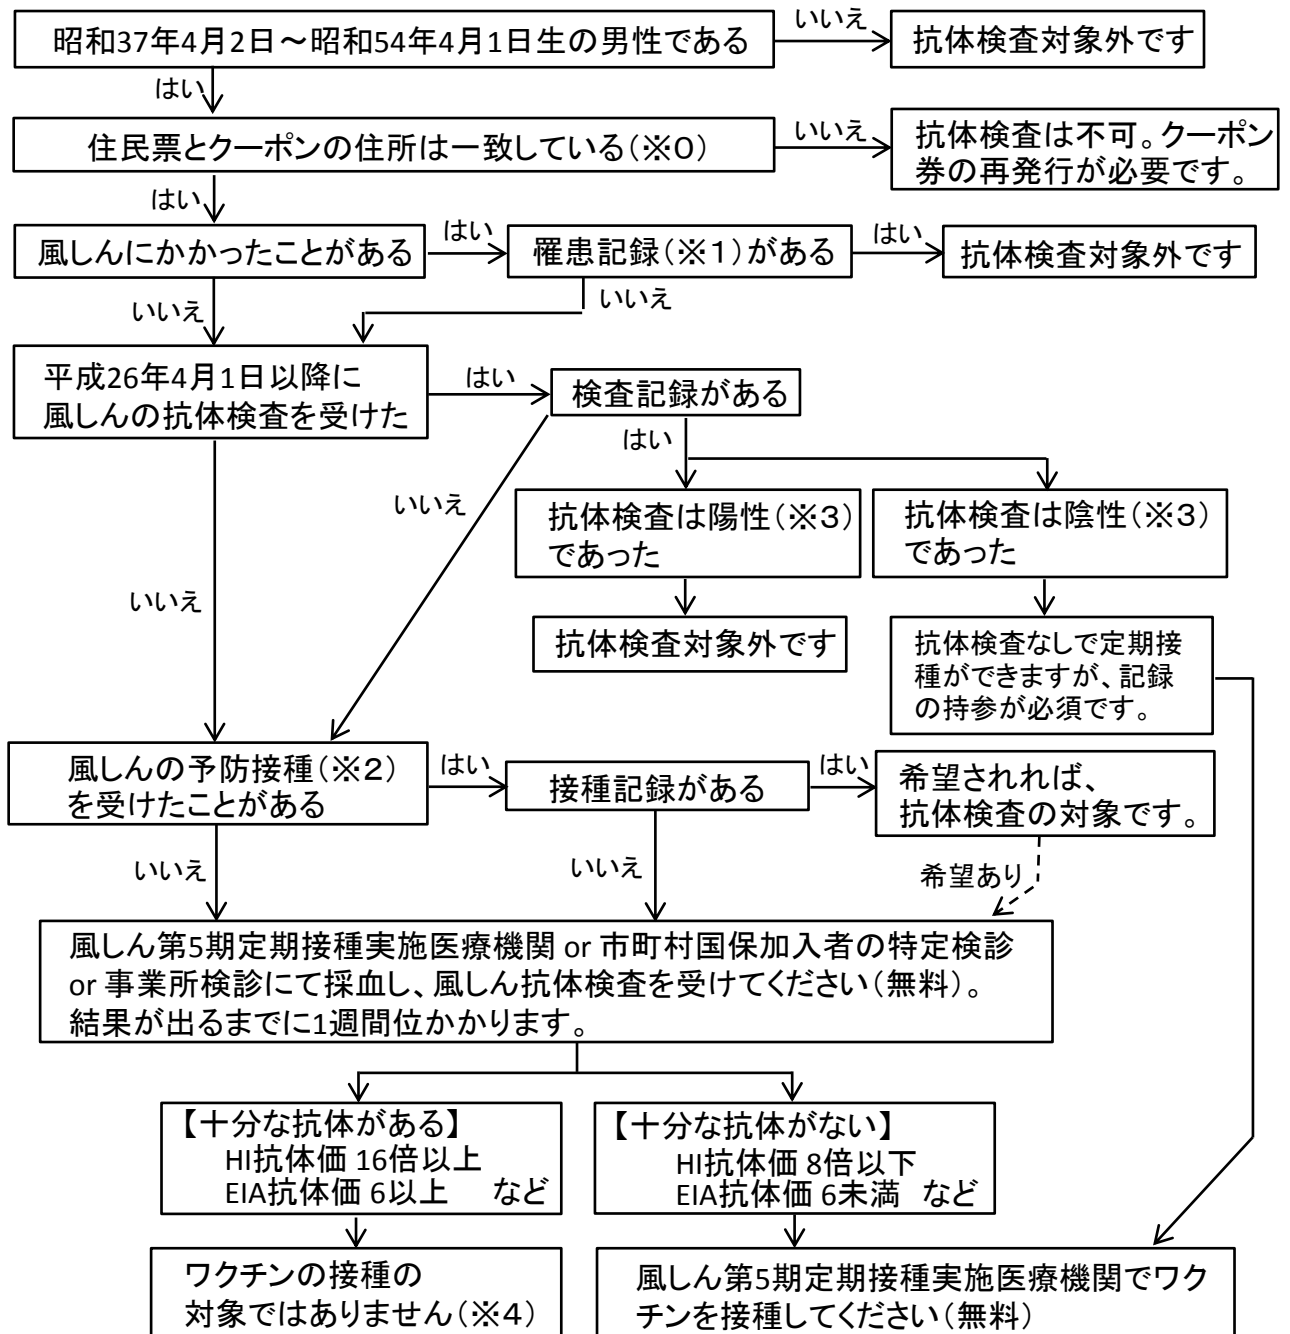 昭和37年4月2日～昭和54年4月1日生の男性である
いいえ
抗体検査対象外です
はい
住民票とクーポンの住所は一致している(※0)
いいえ
抗体検査は不可。クーポン
券の再発行が必要です。
はい
風しんにかかったことがある
はい
罹患記録(※1)がある
はい
抗体検査対象外です
いいえ
いいえ
平成26年4月1日以降に
風しんの抗体検査を受けた
はい
検査記録がある
はい
いいえ
抗体検査は陽性(※3)
であった
抗体検査は陰性(※3)
であった
いいえ
抗体検査対象外です
抗体検査なしで定期接
種ができますが、記録
の持参が必須です。
風しんの予防接種(※2)
を受けたことがある
はい
接種記録がある
はい
希望されれば、
抗体検査の対象です。
いいえ
いいえ
希望あり
風しん第5期定期接種実施医療機関 or 市町村国保加入者の特定検診
or 事業所検診にて採血し、風しん抗体検査を受けてください(無料)。
結果が出るまでに1週間位かかります。
【十分な抗体がある】
HI抗体価 16倍以上
EIA抗体価 6以上 など
【十分な抗体がない】
HI抗体価 8倍以下
EIA抗体価 6未満 など
ワクチンの接種の
対象ではありません(※4)
風しん第5期定期接種実施医療機関でワク
チンを接種してください(無料)